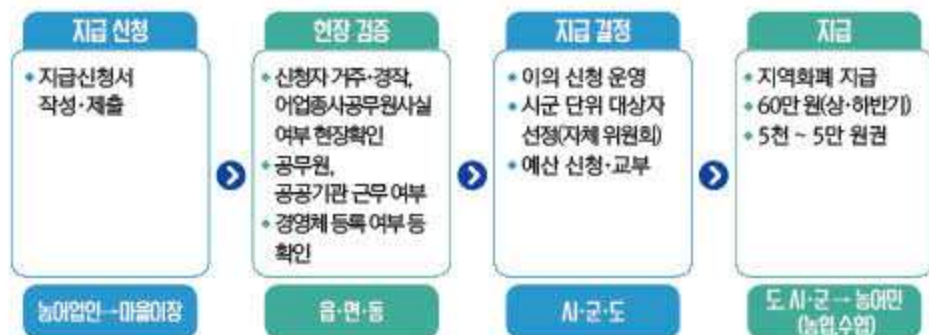 지급 신청
• 지급신청서
작성·제출
농어업인→마을이장
현장 검증
• 신청자 거주·경작,
어업종사공무원사실
여부 현장확인
• 공무원,
공공기관 근무 여부
• 경영체 등록 여부 등
확인
읍·면·동
지급 결정
• 이의 신청 운영
• 시군 단위 대상자
선정(자체 위원회)
• 예산 신청·교부
시·군·도
지급
• 지역화폐 지급
• 60만 원(상·하반기)
• 5천 ~ 5만 원권
도 시·군→농어민
(농협,수협)